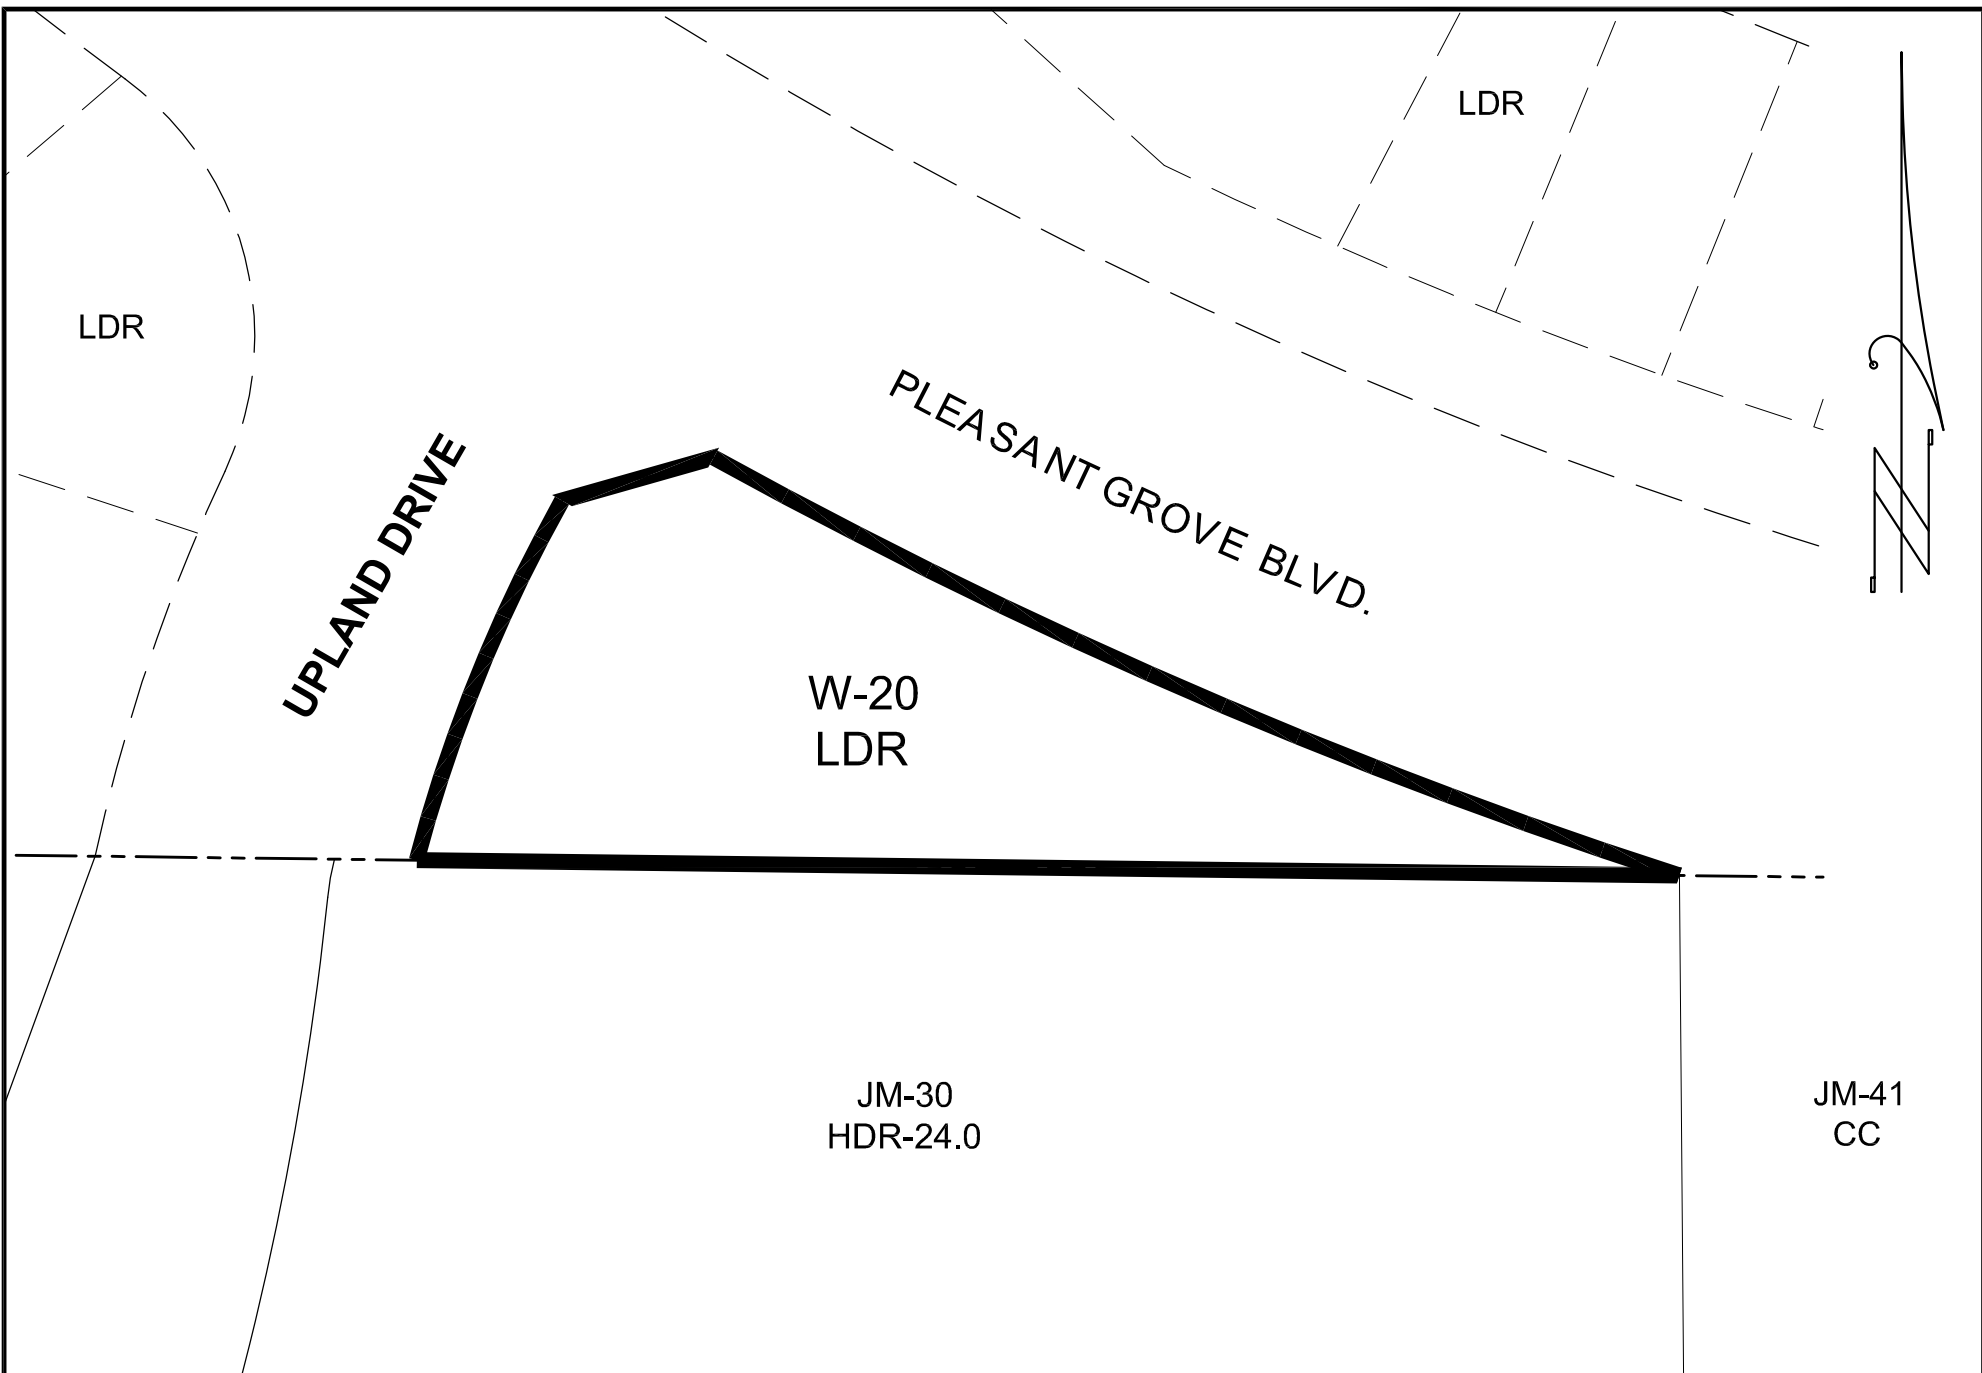 LDR
LDR
PLEASANT GROVE BLVD.
UPLAND DRIVE
W-20
LDR
JM-30
HDR-24.0
JM-41
CC
N